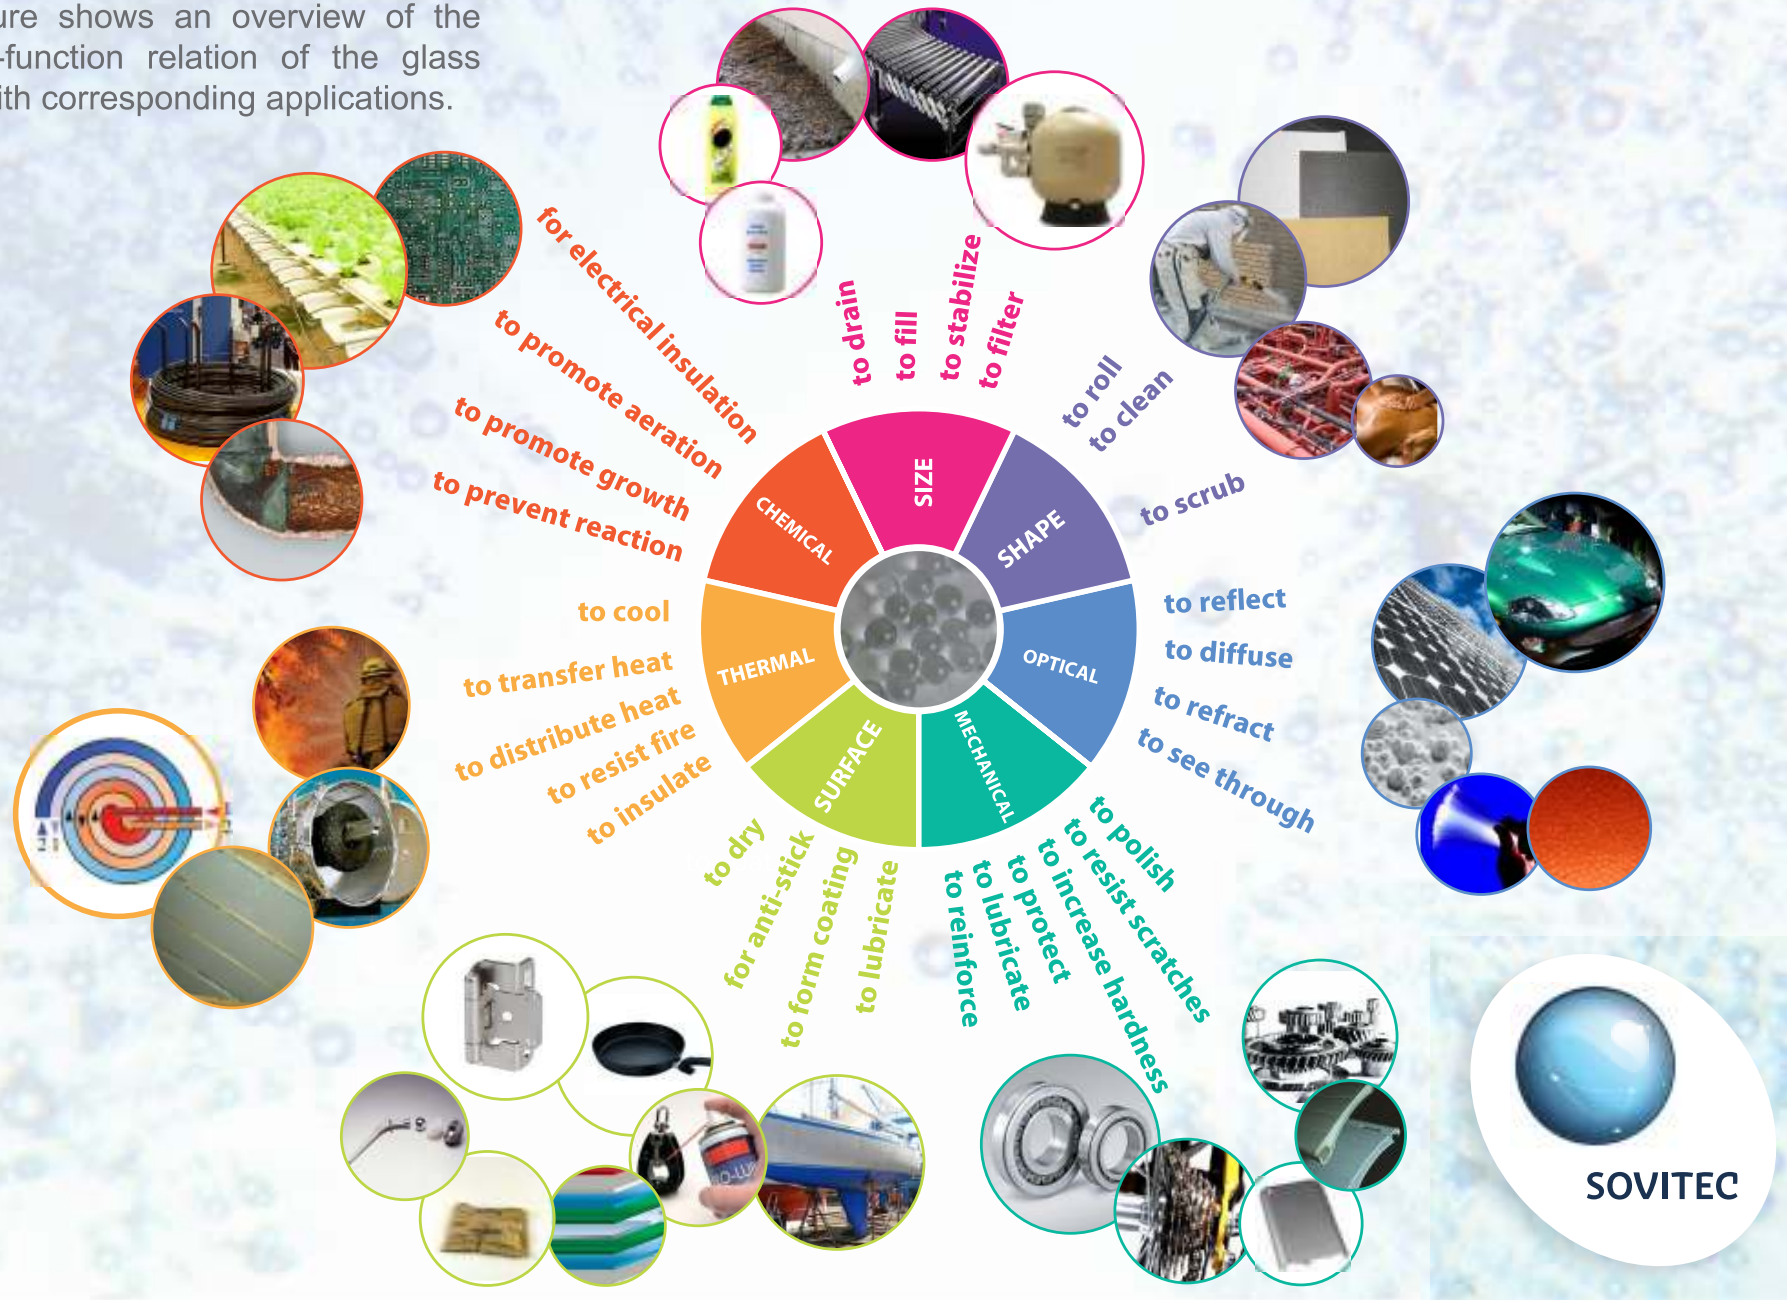 ure shows an overview of the
-function relation of the glass
ith corresponding applications.
for electrical insulation
to promote aeration
to promote growth
to prevent reaction
to drain
to fill
to stabilize
to filter
to roll
to clean
to scrub
CHEMICAL
SIZE
SHAPE
THERMAL
OPTICAL
SURFACE
MECHANICAL
to cool
to transfer heat
to distribute heat
to resist fire
to insulate
to reflect
to diffuse
to refract
to see through
to dry
for anti-stick
to form coating
to lubricate
to reinforce
to lubricate
to protect
to increase hardness
to resist scratches
to polish
SOVITEC